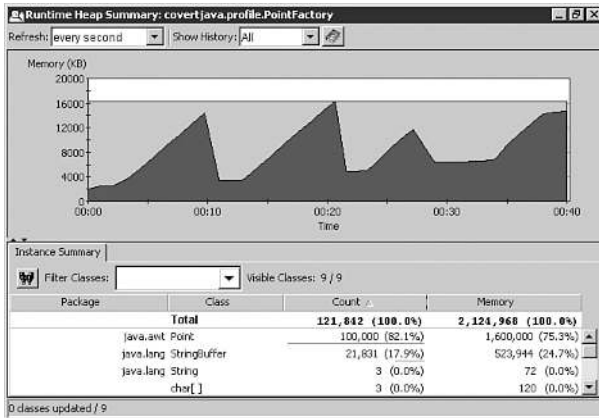 Runtime Heap Summary: covertjava.profile.PointFactory
Refresh: every second Show History: All
Memory (KB)
20000
16000
12000
8000
4000
0
00:00 00:10 00:20 00:30 00:40
Time
Instance Summary
Filter Classes: Visible Classes: 9 / 9
Package Class Count Memory
Total 121,842 (100.0%) 2,124,968 (100.0%)
java.awt Point 100,000 (82.1%) 1,600,000 (75.3%)
java.lang StringBuffer 21,831 (17.9%) 523,944 (24.7%)
java.lang String 3 (0.0%) 72 (0.0%)
char[ ] 3 (0.0%) 120 (0.0%)
0 classes updated / 9